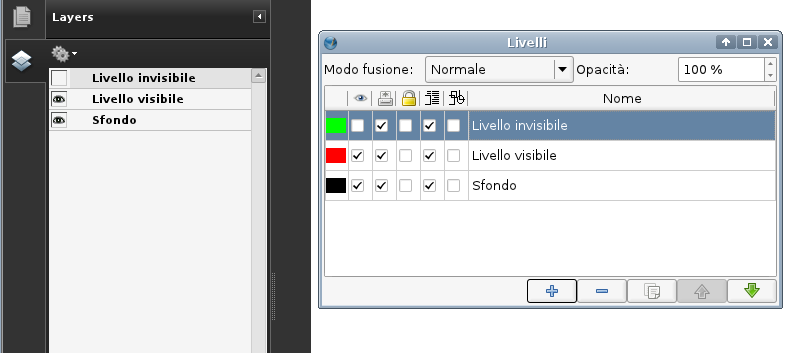 Layers
Livello invisibile
Livello visibile
Sfondo
Livelli
Modo fusione: Normale Opacità: 100 %
Nome
Livello invisibile
Livello visibile
Sfondo